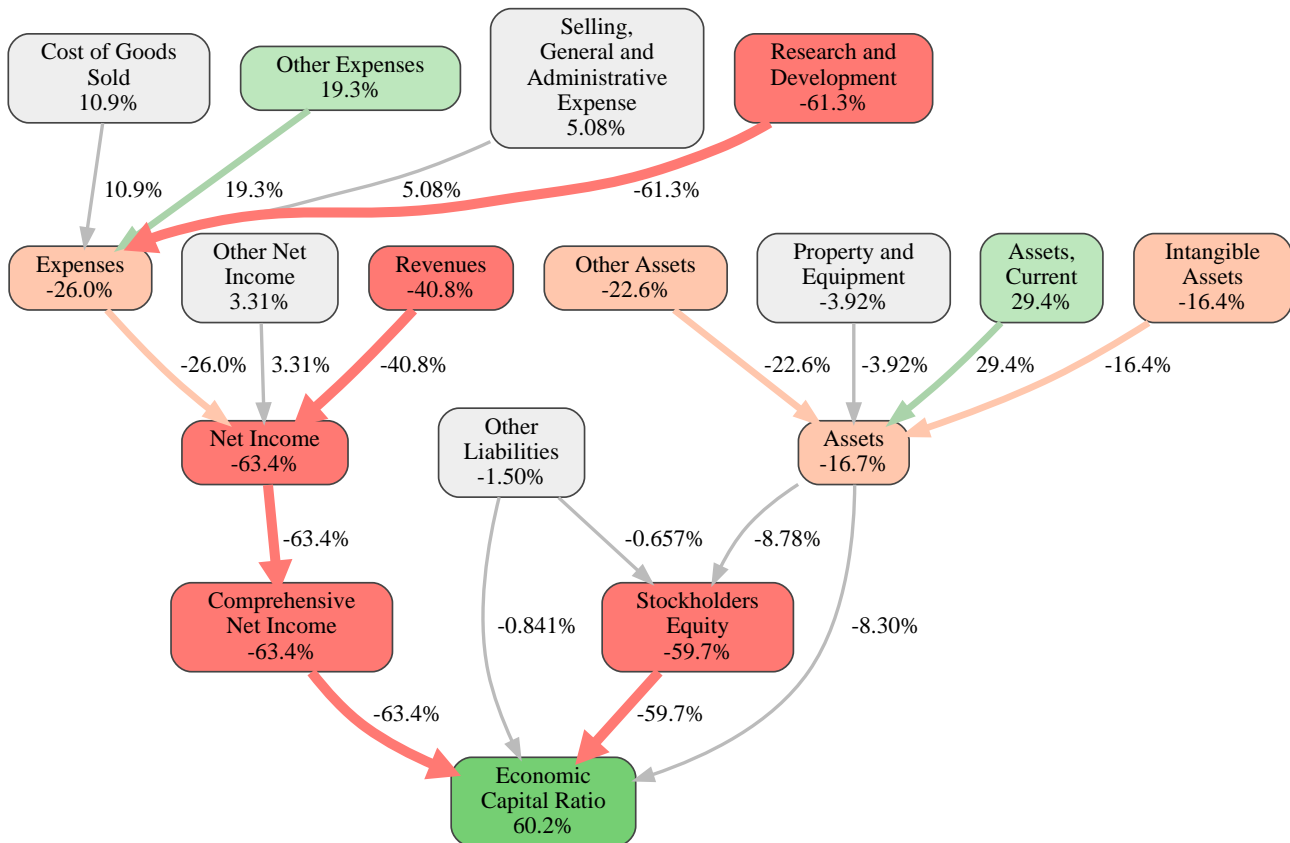 Cost of Goods
Sold
10.9%
Other Expenses
19.3%
Selling,
General and
Administrative
Expense
5.08%
Research and
Development
-61.3%
10.9%
19.3%
5.08%
-61.3%
Expenses
-26.0%
Other Net
Income
3.31%
Revenues
-40.8%
Other Assets
-22.6%
Property and
Equipment
-3.92%
Assets,
Current
29.4%
Intangible
Assets
-16.4%
-26.0%
3.31%
-40.8%
-22.6%
-3.92%
29.4%
-16.4%
Net Income
-63.4%
Other
Liabilities
-1.50%
Assets
-16.7%
-63.4%
-0.657%
-8.78%
Comprehensive
Net Income
-63.4%
-0.841%
Stockholders
Equity
-59.7%
-8.30%
-63.4%
-59.7%
Economic
Capital Ratio
60.2%